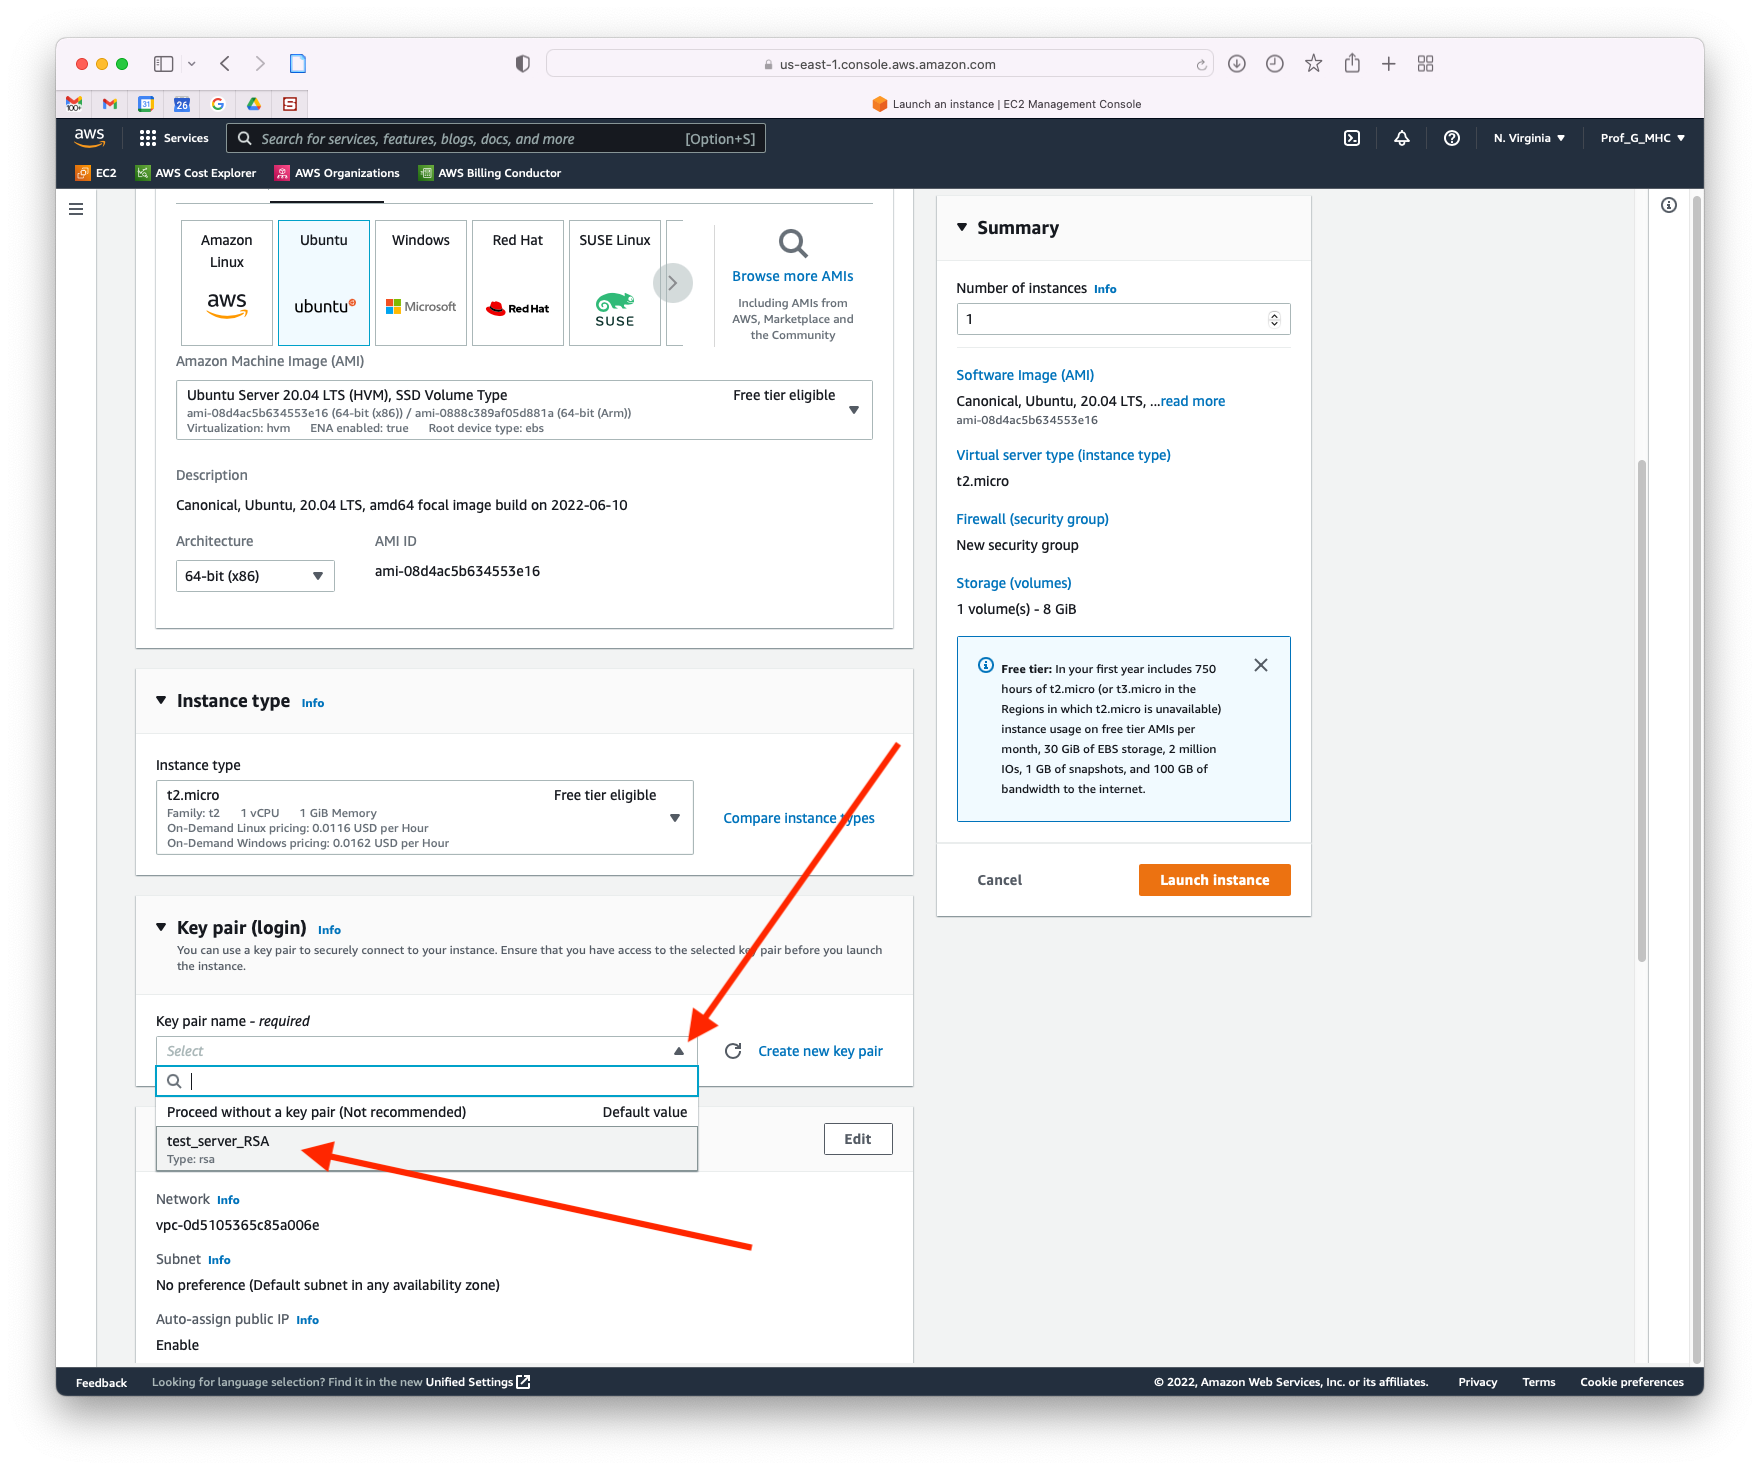 us-east-1.console.aws.amazon.com
100+
31
26
Launch an instance | EC2 Management Console
aws
Services
Search for services, features, blogs, docs, and more
[Option+S]
N. Virginia
Prof_G_MHC
EC2
AWS Cost Explorer
AWS Organizations
AWS Billing Conductor
Amazon
Linux
aws
Ubuntu
ubuntu
Windows
Microsoft
Red Hat
Red Hat
SUSE Linux
SUSE
Browse more AMIs
Including AMIs from
AWS, Marketplace and
the Community
Amazon Machine Image (AMI)
Ubuntu Server 20.04 LTS (HVM), SSD Volume Type
Free tier eligible
ami-08d4ac5b634553e16 (64-bit (x86)) / ami-0888c389af05d881a (64-bit (Arm))
Virtualization: hvm ENA enabled: true Root device type: ebs
Description
Canonical, Ubuntu, 20.04 LTS, amd64 focal image build on 2022-06-10
Architecture
AMI ID
64-bit (x86)
ami-08d4ac5b634553e16
Instance type Info
Instance type
t2.micro
Free tier eligible
Family: t2 1 vCPU 1 GiB Memory
On-Demand Linux pricing: 0.0116 USD per Hour
On-Demand Windows pricing: 0.0162 USD per Hour
Compare instance types
Key pair (login) Info
You can use a key pair to securely connect to your instance. Ensure that you have access to the selected key pair before you launch
the instance.
Key pair name - required
Select
Create new key pair
Proceed without a key pair (Not recommended)
Default value
test_server_RSA
Type: rsa
Edit
Network Info
vpc-0d5105365c85a006e
Subnet Info
No preference (Default subnet in any availability zone)
Auto-assign public IP Info
Enable
Summary
Number of instances Info
1
Software Image (AMI)
Canonical, Ubuntu, 20.04 LTS, ...read more
ami-08d4ac5b634553e16
Virtual server type (instance type)
t2.micro
Firewall (security group)
New security group
Storage (volumes)
1 volume(s) - 8 GiB
Free tier: In your first year includes 750
hours of t2.micro (or t3.micro in the
Regions in which t2.micro is unavailable)
instance usage on free tier AMIs per
month, 30 GiB of EBS storage, 2 million
IOs, 1 GB of snapshots, and 100 GB of
bandwidth to the internet.
Cancel
Launch instance
Feedback
Looking for language selection? Find it in the new Unified Settings
© 2022, Amazon Web Services, Inc. or its affiliates.
Privacy
Terms
Cookie preferences